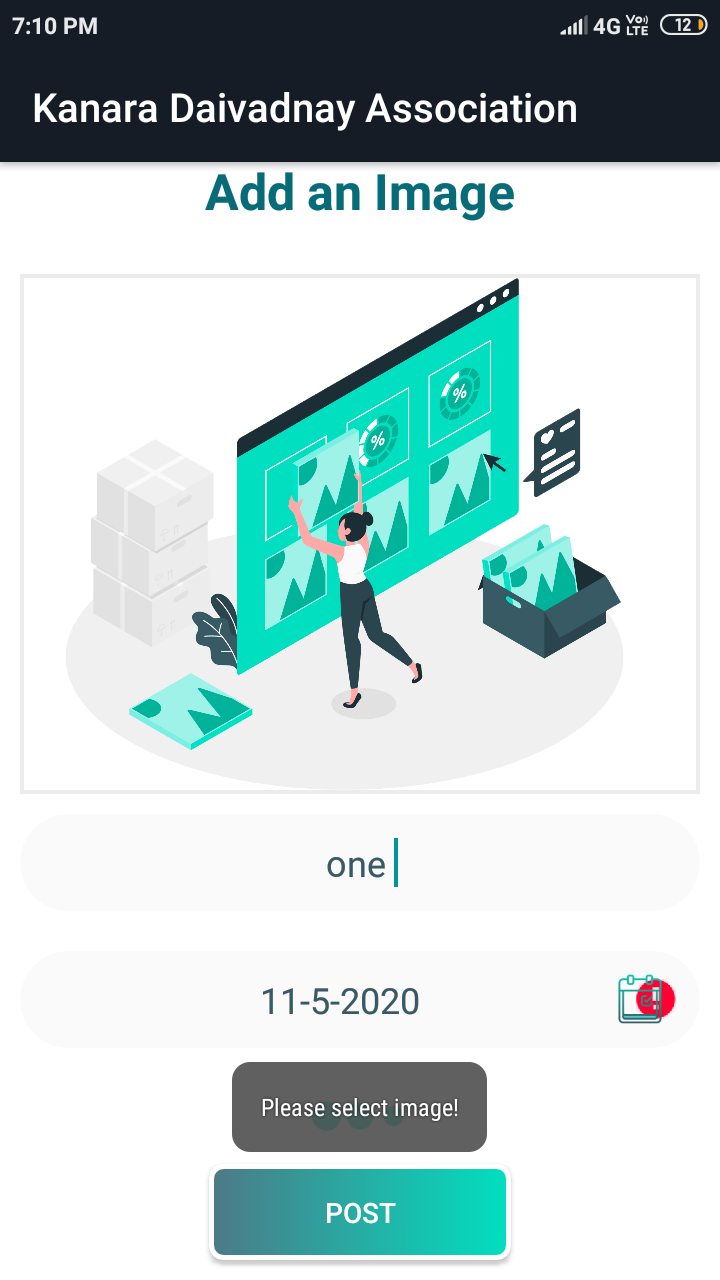 7:10 PM
4G Vo) LTE 12
Kanara Daivadnay Association
Add an Image
%
%
one
11-5-2020
Please select image!
POST